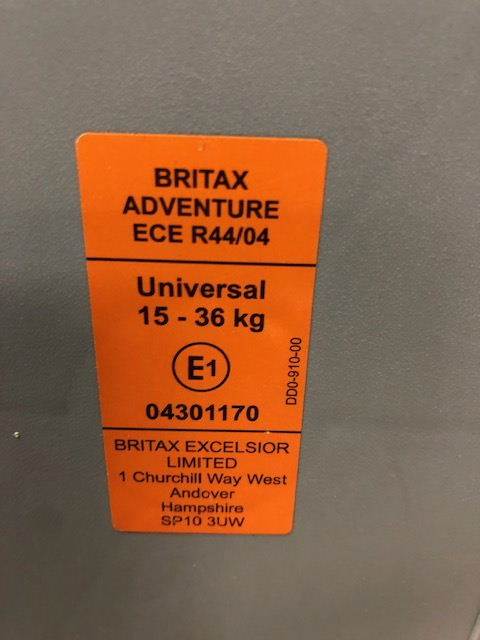 BRITAX
ADVENTURE
ECE R44/04
Universal
15 - 36 kg
E1
DD0-910-00
04301170
BRITAX EXCELSIOR
LIMITED
1 Churchill Way West
Andover
Hampshire
SP10 3UW